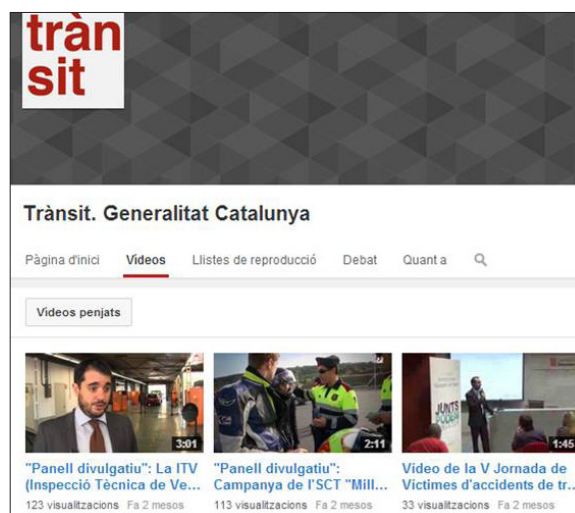 tràn
sit
Trànsit. Generalitat Catalunya
Pàgina d'inici Vídeos Llistes de reproducció Debat Quant a
Vídeos penjats
3:01 2:11 JUNTS PODEM 1:45
"Panell divulgatiu": La ITV "Panell divulgatiu": Vídeo de la V Jornada de
(Inspecció Tècnica de Ve... Campanya de l'SCT "Mill... Víctimes d'accidents de tr...
123 visualitzacions Fa 2 mesos 113 visualitzacions Fa 2 mesos 33 visualitzacions Fa 2 mesos